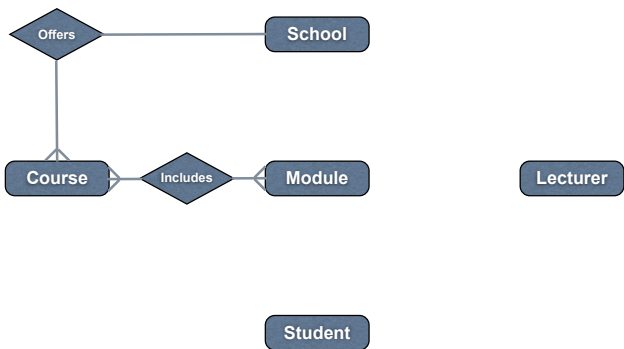 Offers
School
Course
Includes
Module
Lecturer
Student